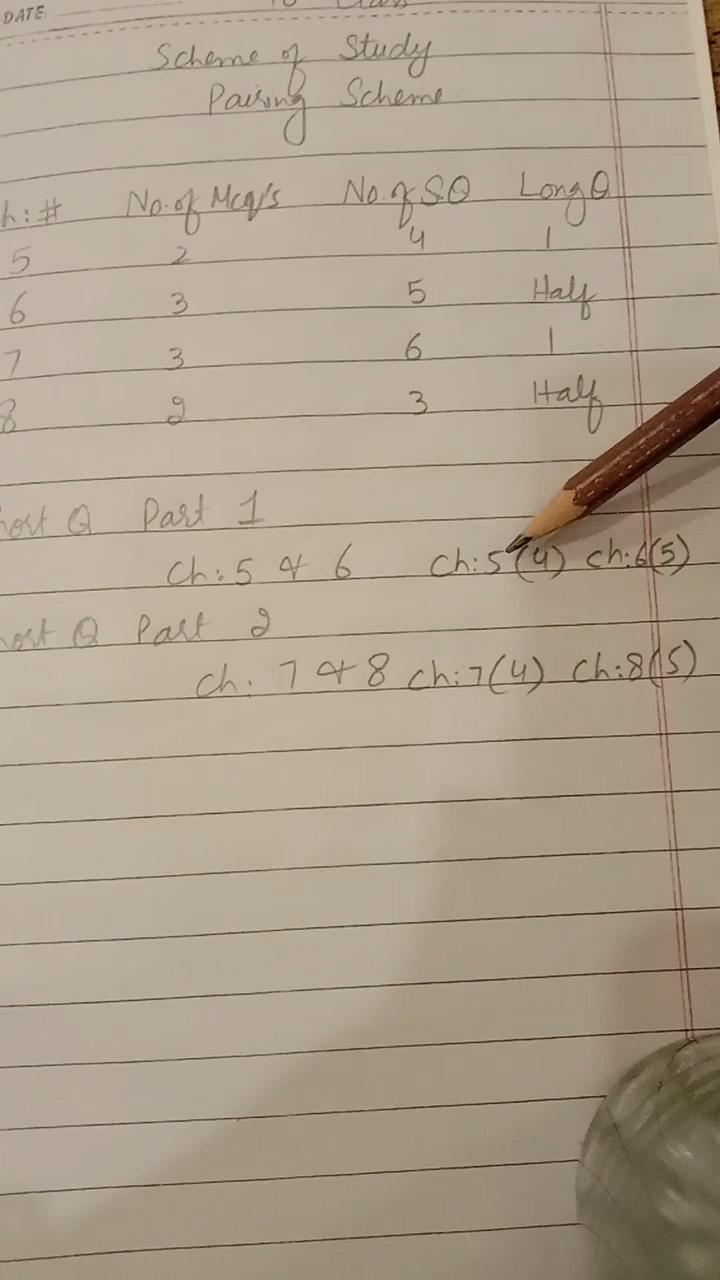 DATE:
Scheme of Study
Pairing Scheme
h: # No. of Mcq's No. of S.Q Long Q
5 2 4 1
6 3 5 Half
7 3 6 1
8 2 3 Half
hort Q Part 1
Ch: 5 & 6 Ch: 5 (4) Ch: 6 (5)
hort Q Part 2
Ch: 7 & 8 Ch: 7 (4) Ch: 8 (5)